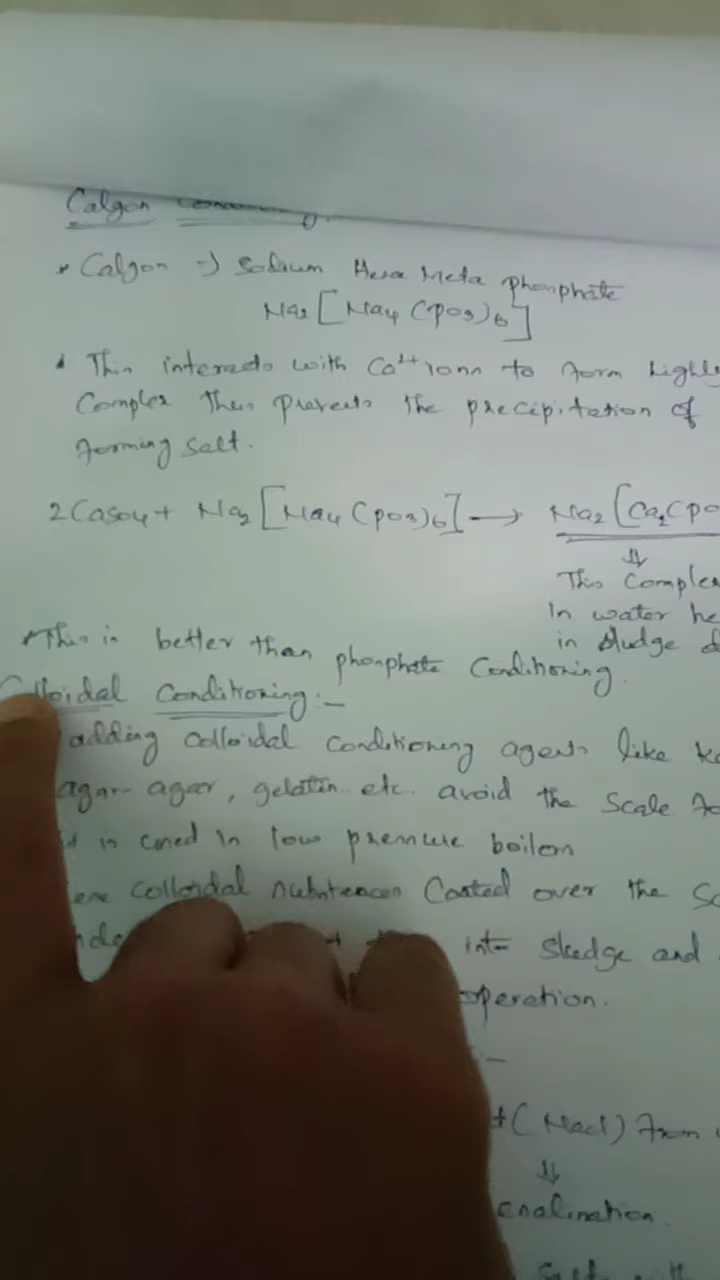 Calgon
* Calgon => Sodium Hexa Meta phosphate
Na2 [Na4 (PO3)6]
* This interacts with Ca2+ ions to form highly
Complex thus prevents the precipitation of
forming salt.
2CaSO4 + Na2 [Na4 (PO3)6] → Na2 [Ca2 (PO
⇓
This Complex
In water he
in sludge
* This is better than phosphate Conditioning.
Colloidal Conditioning :-
adding colloidal conditioning agents like
agar-agar, gelatin etc. avoid the Scale fo
it is used in low pressure boilers
colloidal substances Coated over the Sc
into sludge and
operation.
-
(NaCl) from
⇓
enalination